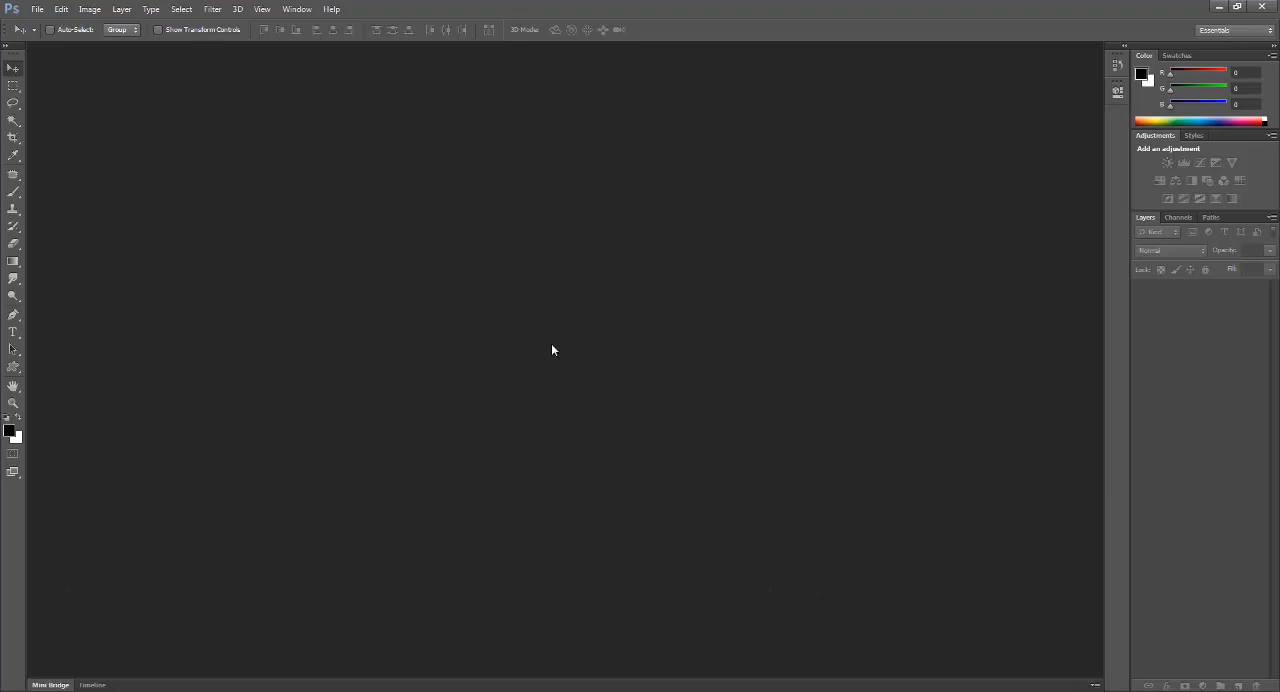 Ps File Edit Image Layer Type Select Filter 3D View Window Help
Auto-Select: Group Show Transform Controls 3D Mode: Essentials
Color Swatches
R 0
G 0
B 0
Adjustments Styles
Add an adjustment
Layers Channels Paths
Kind
Normal Opacity:
Lock: Fill:
Mini Bridge Timeline